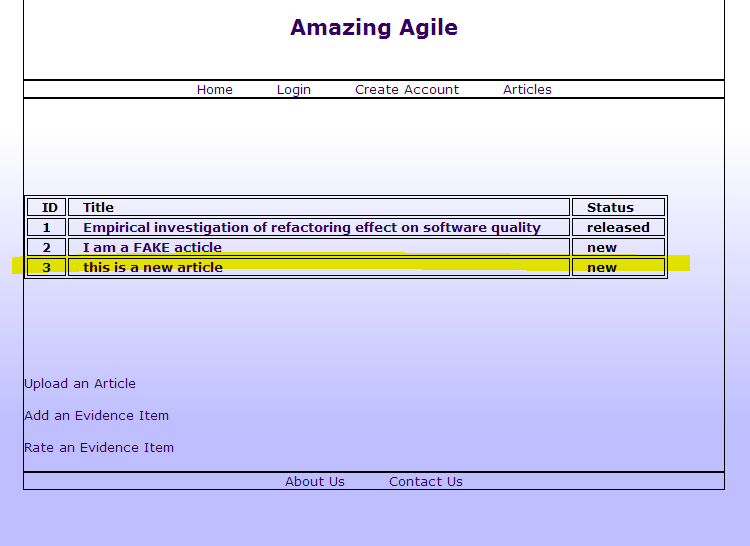 Amazing Agile
Home Login Create Account Articles
ID Title Status
1 Empirical investigation of refactoring effect on software quality released
2 I am a FAKE acticle new
3 this is a new article new
Upload an Article
Add an Evidence Item
Rate an Evidence Item
About Us Contact Us